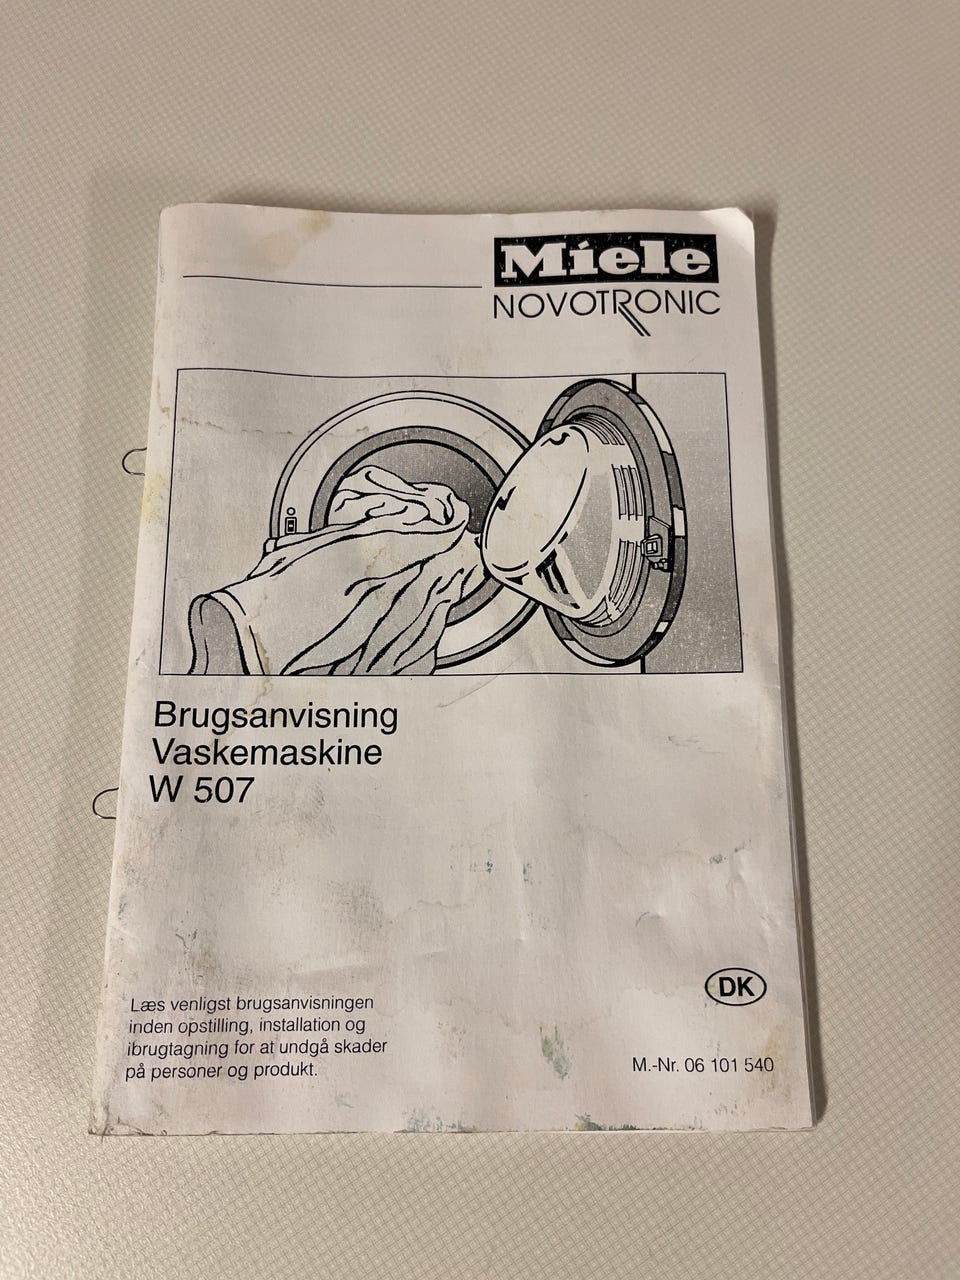 Miele
NOVOTRONIC
Brugsanvisning
Vaskemaskine
W 507
Læs venligst brugsanvisningen
inden opstilling, installation og
ibrugtagning for at undgå skader
på personer og produkt.
DK
M.-Nr. 06 101 540